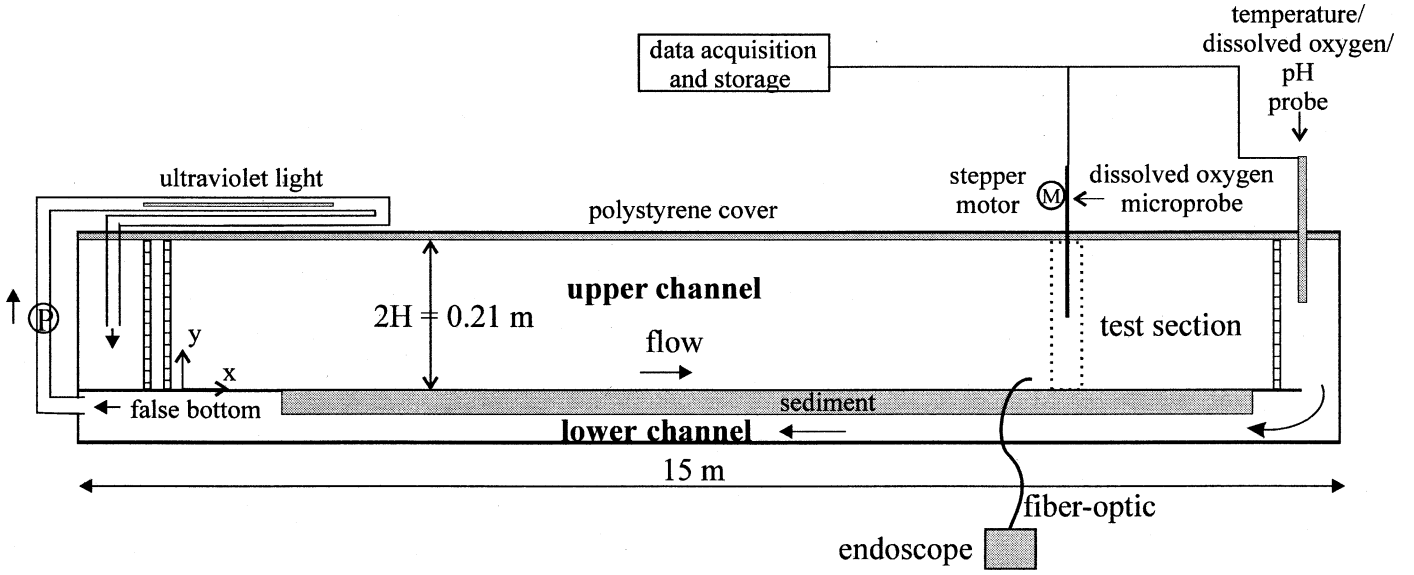 temperature/
dissolved oxygen/
pH
probe
data acquisition
and storage
ultraviolet light
stepper
motor
M
dissolved oxygen
microprobe
polystyrene cover
upper channel
2H = 0.21 m
test section
P
flow
y
x
false bottom
sediment
lower channel
15 m
fiber-optic
endoscope